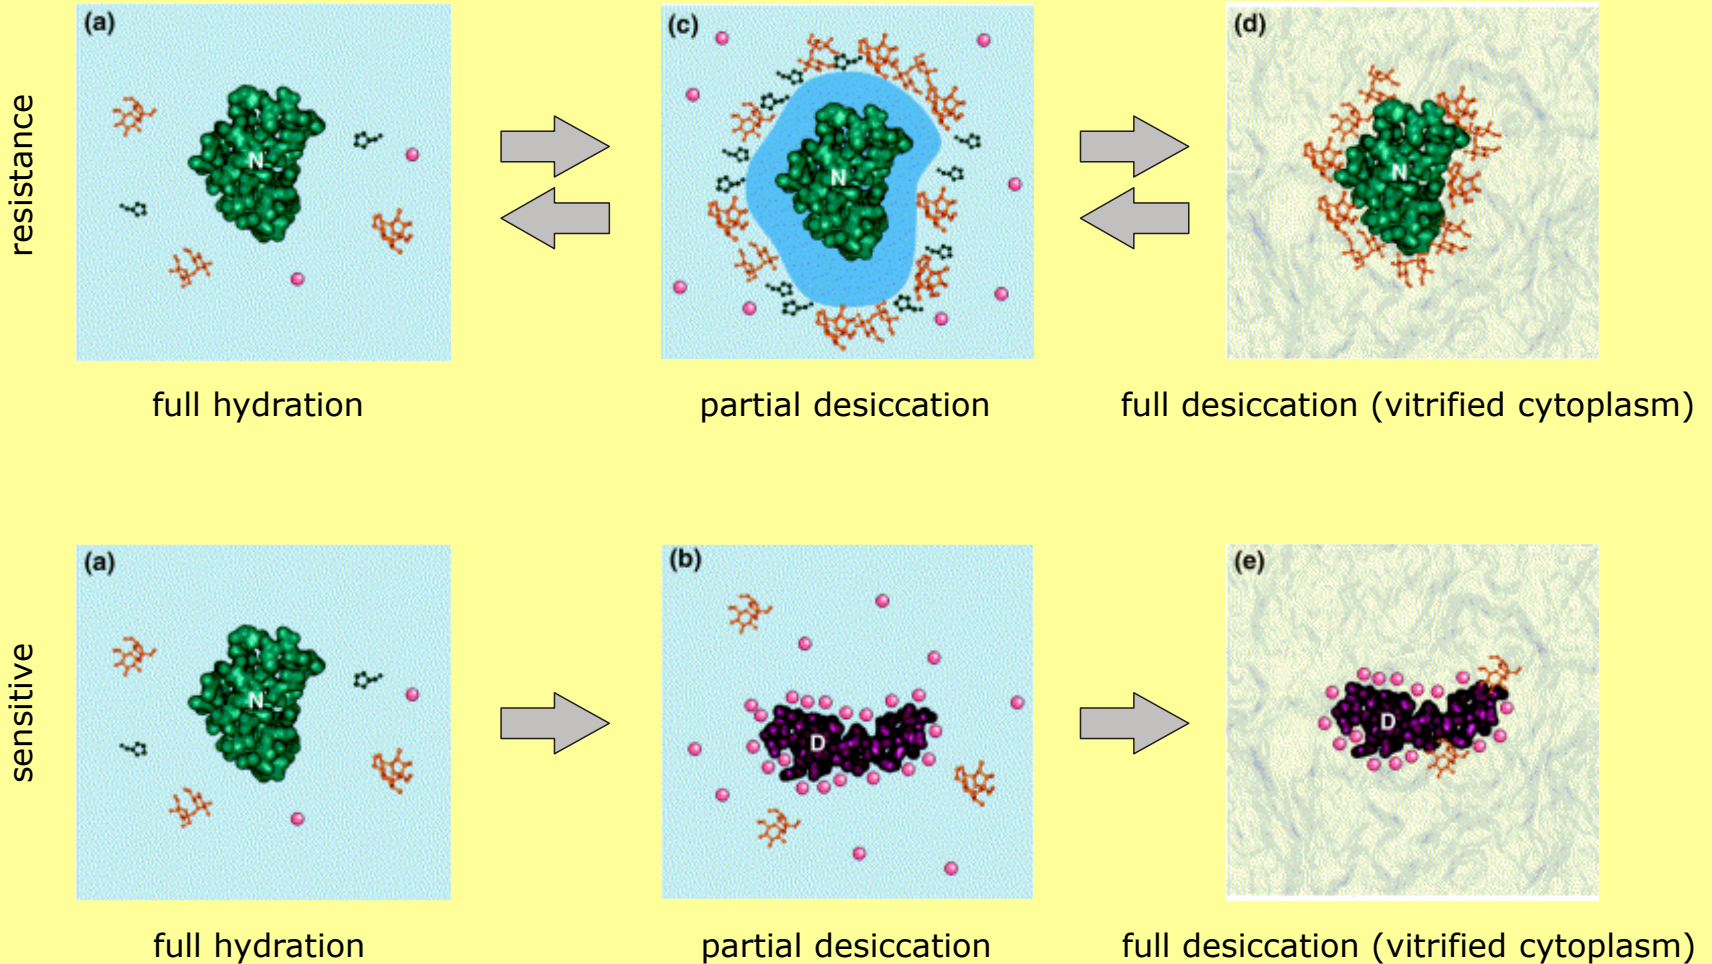 resistance
(a)
N
(c)
N
(d)
N
full hydration
partial desiccation
full desiccation (vitrified cytoplasm)
sensitive
(a)
N
(b)
D
(e)
D
full hydration
partial desiccation
full desiccation (vitrified cytoplasm)